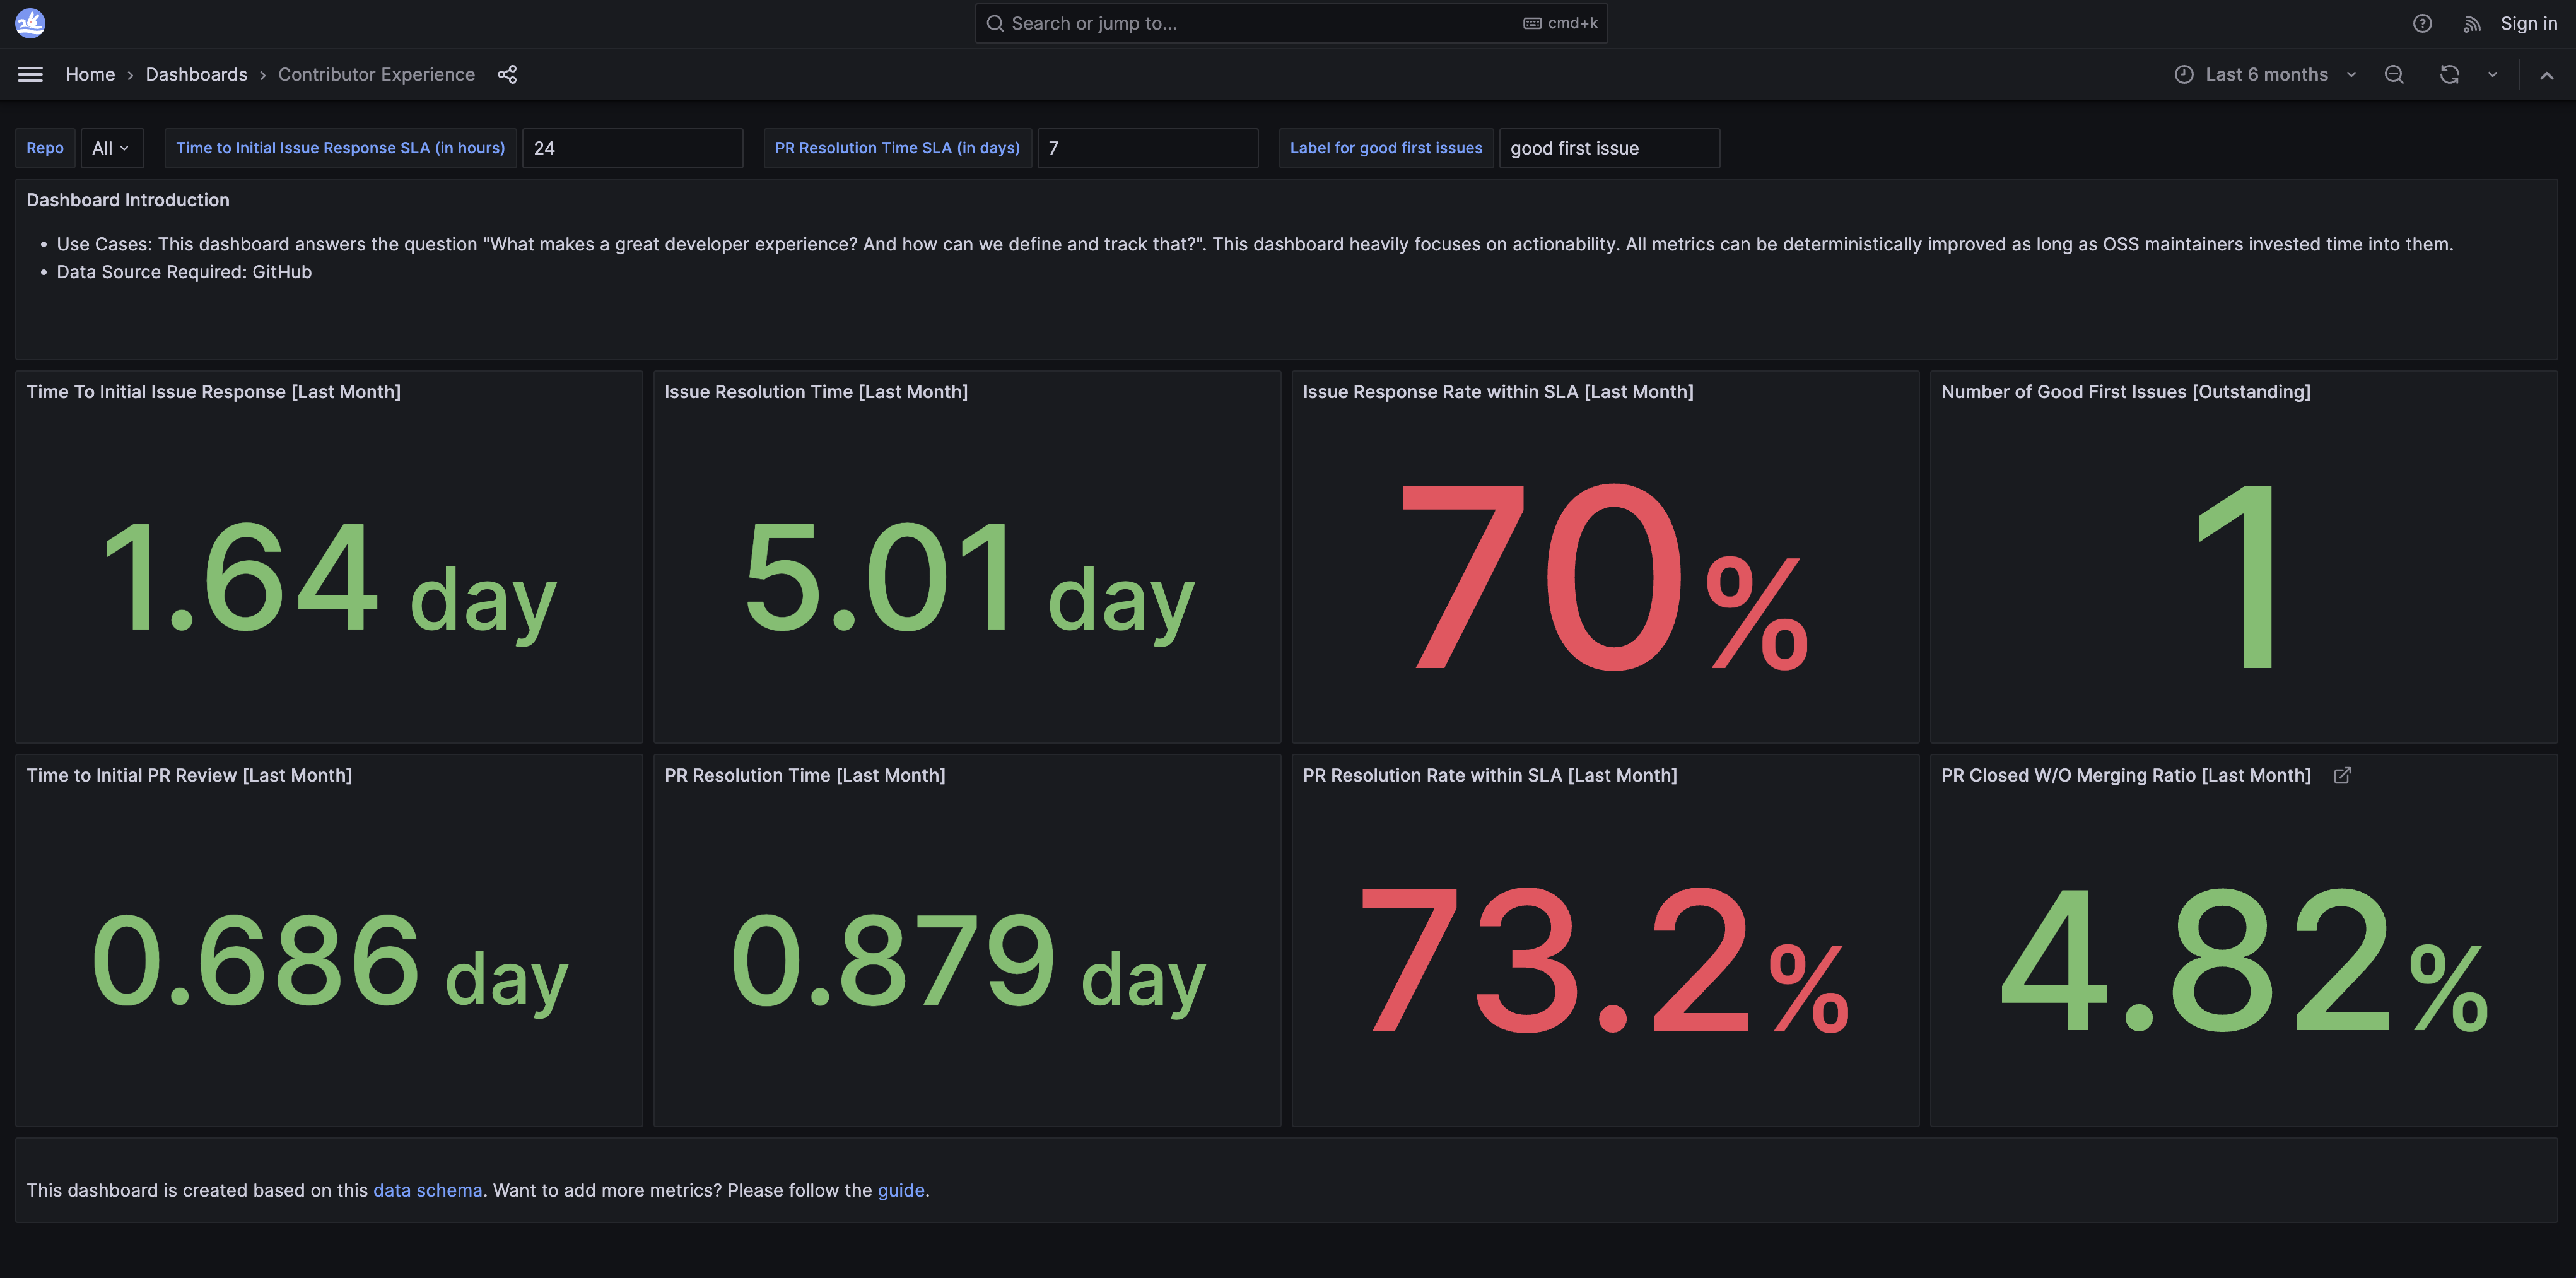 Search or jump to...
cmd+k
Sign in
Home › Dashboards › Contributor Experience
Last 6 months
Repo
All
Time to Initial Issue Response SLA (in hours)
24
PR Resolution Time SLA (in days)
7
Label for good first issues
good first issue
Dashboard Introduction
• Use Cases: This dashboard answers the question "What makes a great developer experience? And how can we define and track that?". This dashboard heavily focuses on actionability. All metrics can be deterministically improved as long as OSS maintainers invested time into them.
• Data Source Required: GitHub
Time To Initial Issue Response [Last Month]
1.64 day
Issue Resolution Time [Last Month]
5.01 day
Issue Response Rate within SLA [Last Month]
70%
Number of Good First Issues [Outstanding]
1
Time to Initial PR Review [Last Month]
0.686 day
PR Resolution Time [Last Month]
0.879 day
PR Resolution Rate within SLA [Last Month]
73.2%
PR Closed W/O Merging Ratio [Last Month]
4.82%
This dashboard is created based on this data schema. Want to add more metrics? Please follow the guide.